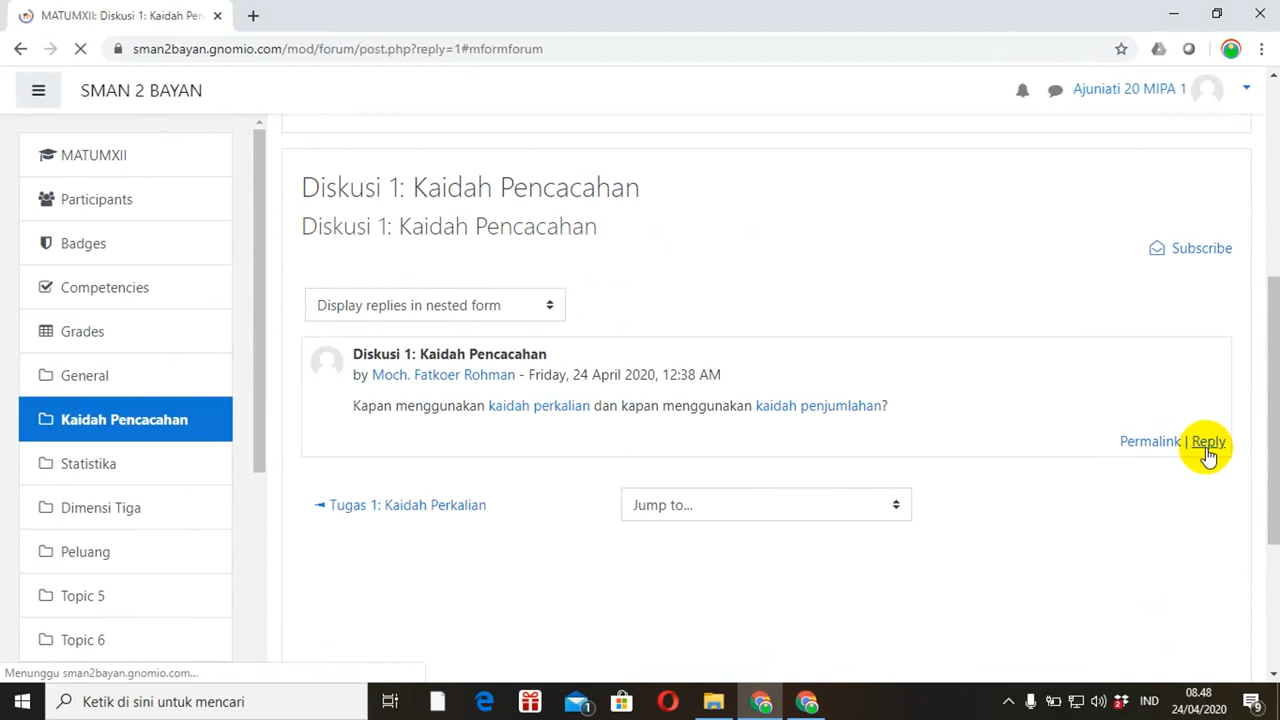 MATUMXII: Diskusi 1: Kaidah Pen
sman2bayan.gnomio.com/mod/forum/post.php?reply=1#mformforum
SMAN 2 BAYAN
Ajuniati 20 MIPA 1
MATUMXII
Participants
Badges
Competencies
Grades
General
Kaidah Pencacahan
Statistika
Dimensi Tiga
Peluang
Topic 5
Topic 6
Diskusi 1: Kaidah Pencacahan
Diskusi 1: Kaidah Pencacahan
Subscribe
Display replies in nested form
Diskusi 1: Kaidah Pencacahan
by Moch. Fatkoer Rohman - Friday, 24 April 2020, 12:38 AM
Kapan menggunakan kaidah perkalian dan kapan menggunakan kaidah penjumlahan?
Permalink | Reply
◄ Tugas 1: Kaidah Perkalian
Jump to...
Menunggu sman2bayan.gnomio.com...
Ketik di sini untuk mencari
1
2
IND
08.48
24/04/2020
9